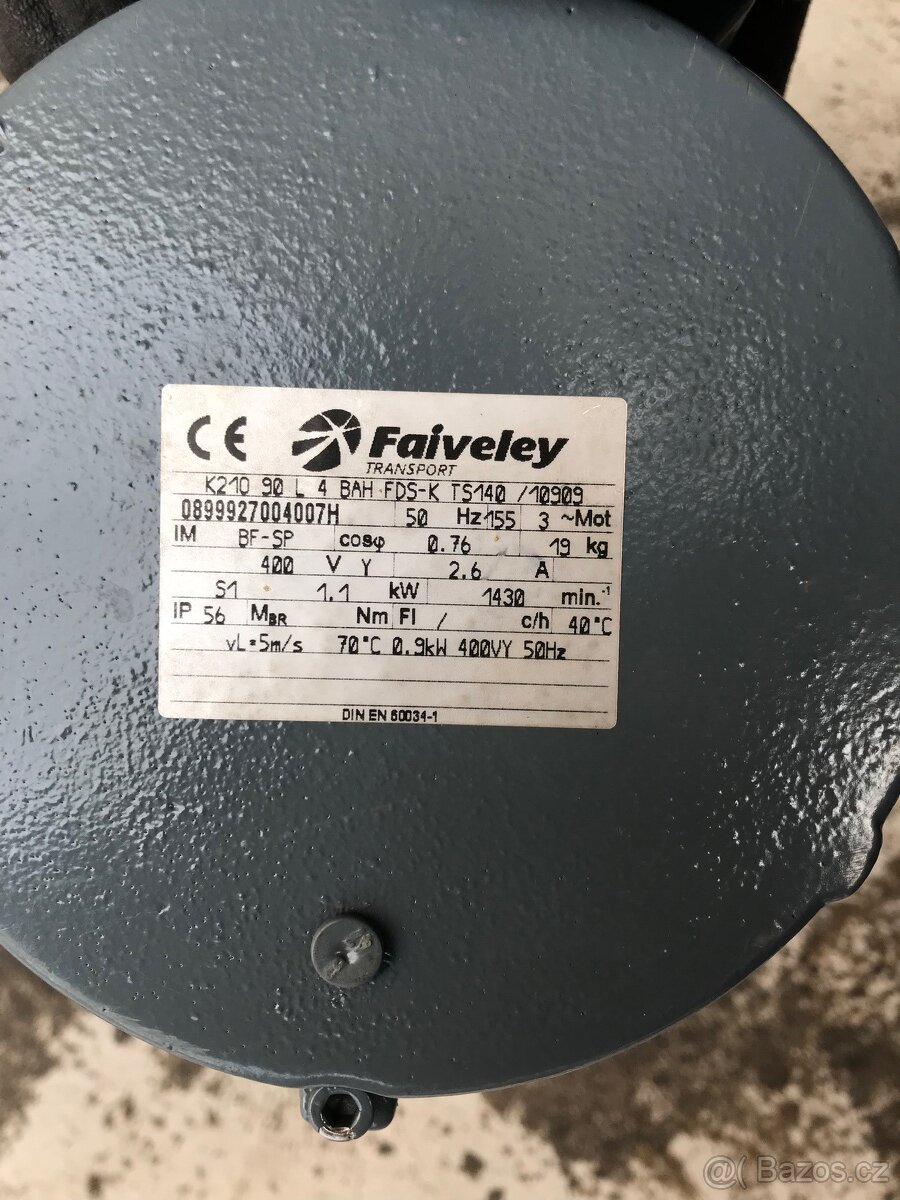 CE Faiveley
TRANSPORT
K210 90 L 4 BAH FDS-K TS140 /10909
0899927004007H 50 Hz 155 3 ~Mot
IM BF-SP cosφ 0.76 19 kg
400 V Y 2.6 A
S1 1.1 kW 1430 min.-1
IP 56 MBR Nm Fl / c/h 40°C
vL=5m/s 70°C 0.9kW 400VY 50Hz
DIN EN 60034-1
@( Bazos.cz